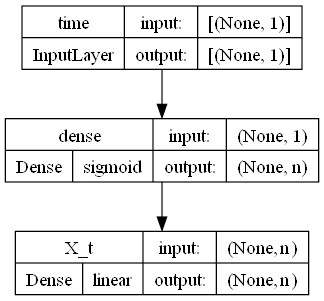 time input: [(None, 1)]
InputLayer output: [(None, 1)]
dense input: (None, 1)
Dense sigmoid output: (None, n)
X_t input: (None,n)
Dense linear output: (None,n)